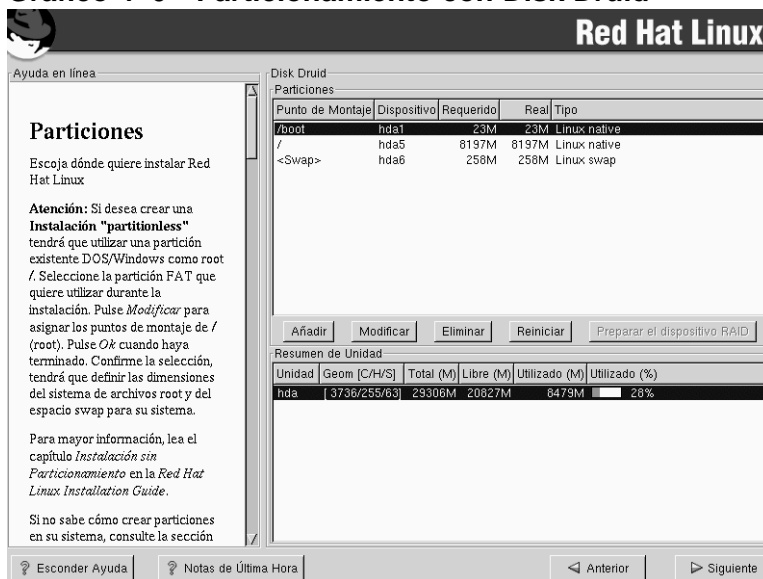 Red Hat Linux
Ayuda en línea
Particiones
Escoja dónde quiere instalar Red
Hat Linux
Atención: Si desea crear una
Instalación "partitionless"
tendrá que utilizar una partición
existente DOS/Windows como root
/. Seleccione la partición FAT que
quiere utilizar durante la
instalación. Pulse Modificar para
asignar los puntos de montaje de /
(root). Pulse Ok cuando haya
terminado. Confirme la selección,
tendrá que definir las dimensiones
del sistema de archivos root y del
espacio swap para su sistema.
Para mayor información, lea el
capítulo Instalación sin
Particionamiento en la Red Hat
Linux Installation Guide.
Si no sabe cómo crear particiones
en su sistema, consulte la sección
Disk Druid
Particiones
Punto de Montaje Dispositivo Requerido Real Tipo
/boot hda1 23M 23M Linux native
/ hda5 8197M 8197M Linux native
<Swap> hda6 258M 258M Linux swap
Añadir Modificar Eliminar Reiniciar Preparar el dispositivo RAID
Resumen de Unidad
Unidad Geom [C/H/S] Total (M) Libre (M) Utilizado (M) Utilizado (%)
hda [ 3736/255/63] 29306M 20827M 8479M 28%
Esconder Ayuda Notas de Última Hora Anterior Siguiente